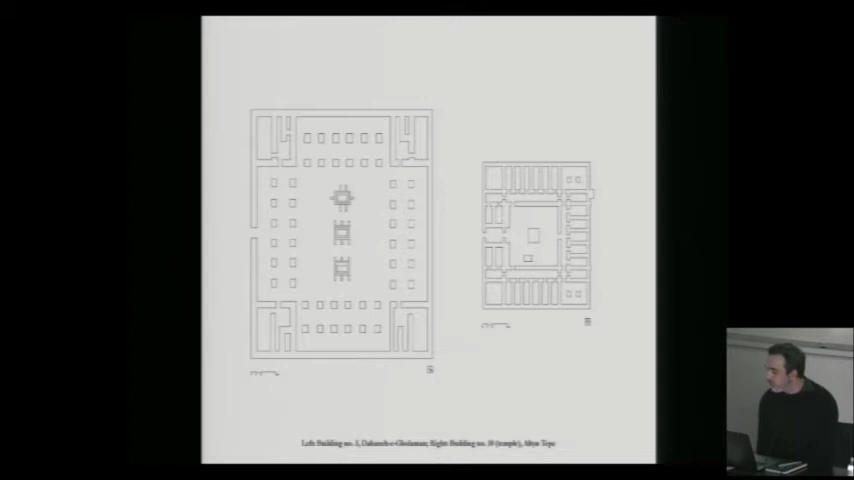 Left: Building no. 3, Dahaneh-e-Gholaman; Right: Building no. 10 (temple), Altyn Tepe